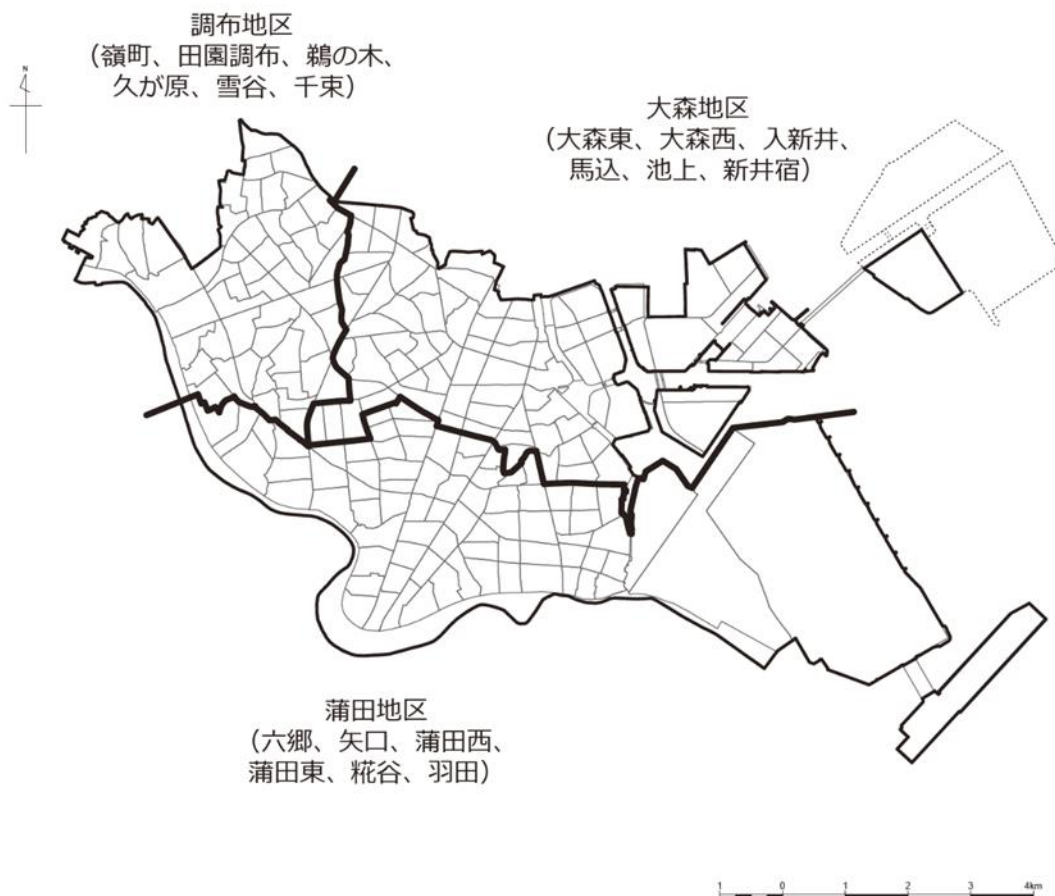 調布地区
（嶺町、田園調布、鵜の木、
久が原、雪谷、千束）
N
大森地区
（大森東、大森西、入新井、
馬込、池上、新井宿）
蒲田地区
（六郷、矢口、蒲田西、
蒲田東、糀谷、羽田）
1 0 1 2 3 4km